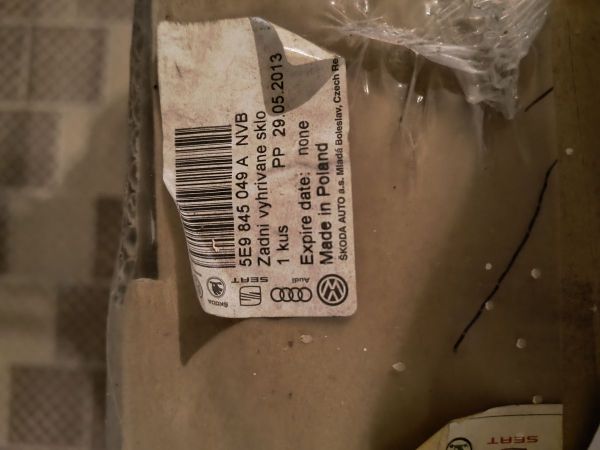 5E9 845 049 A NVB
Zadní vyhřívané sklo
1 kus PP 29.05.2013
Expire date: none
Made in Poland
ŠKODA AUTO a.s. Mladá Boleslav, Czech Re
ŠKODA
SEAT
Audi
SEAT